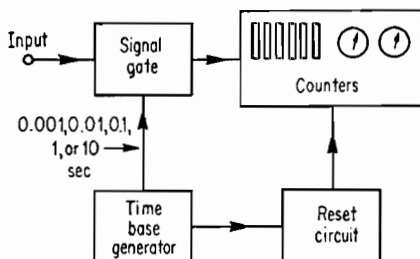 Input
Signal
gate
Counters
0.001,0.01,0.1,
1, or 10
sec
Time
base
generator
Reset
circuit